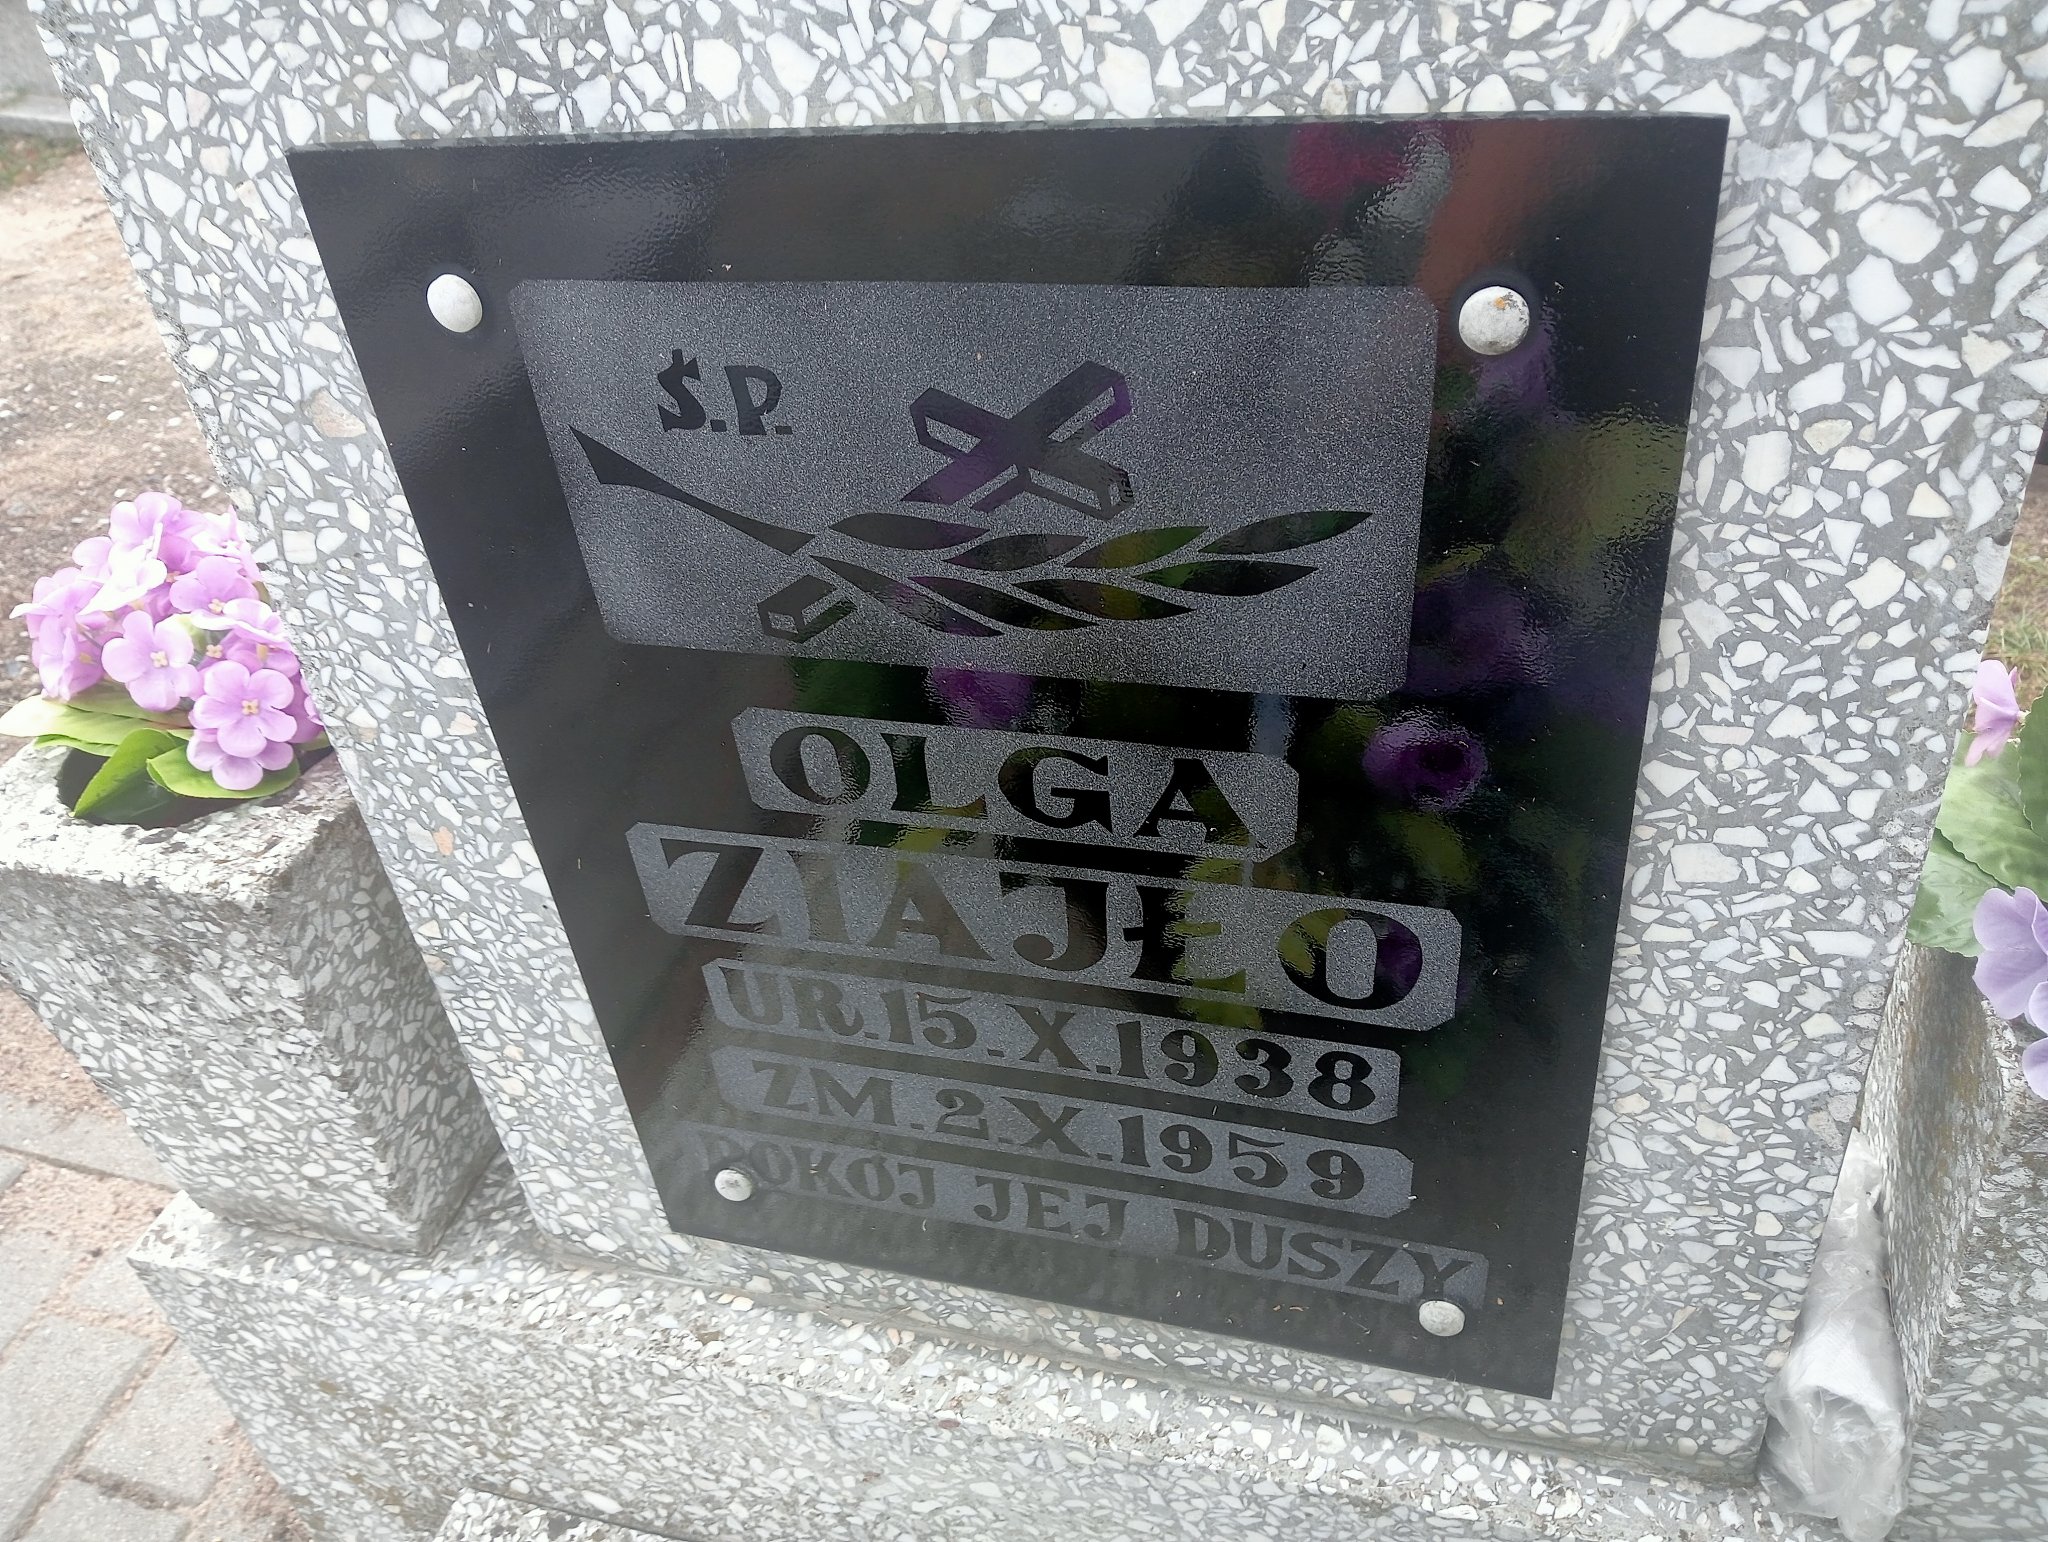 Ś.P.
OLGA
ZIAJŁO
UR.15.X.1938
ZM.2.X.1959
POKÓJ JEJ DUSZY